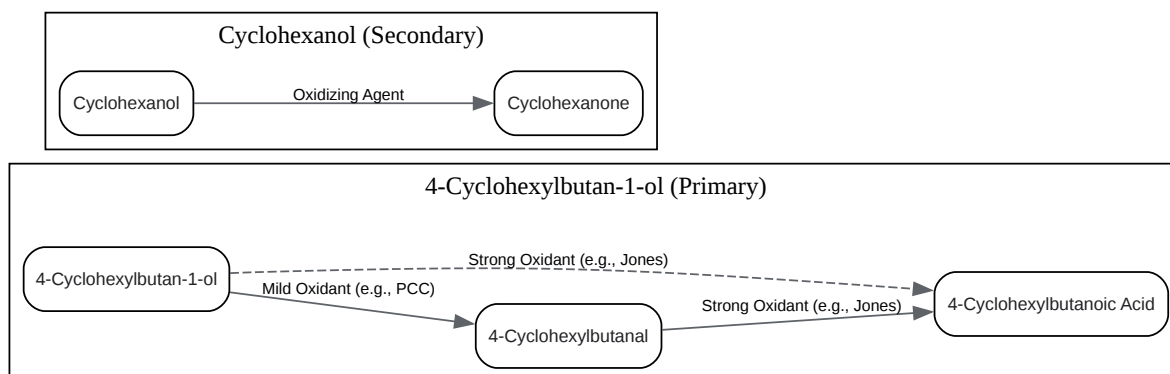 Cyclohexanol (Secondary)
Cyclohexanol
Oxidizing Agent
Cyclohexanone
4-Cyclohexylbutan-1-ol (Primary)
4-Cyclohexylbutan-1-ol
Strong Oxidant (e.g., Jones)
Mild Oxidant (e.g., PCC)
4-Cyclohexylbutanal
Strong Oxidant (e.g., Jones)
4-Cyclohexylbutanoic Acid